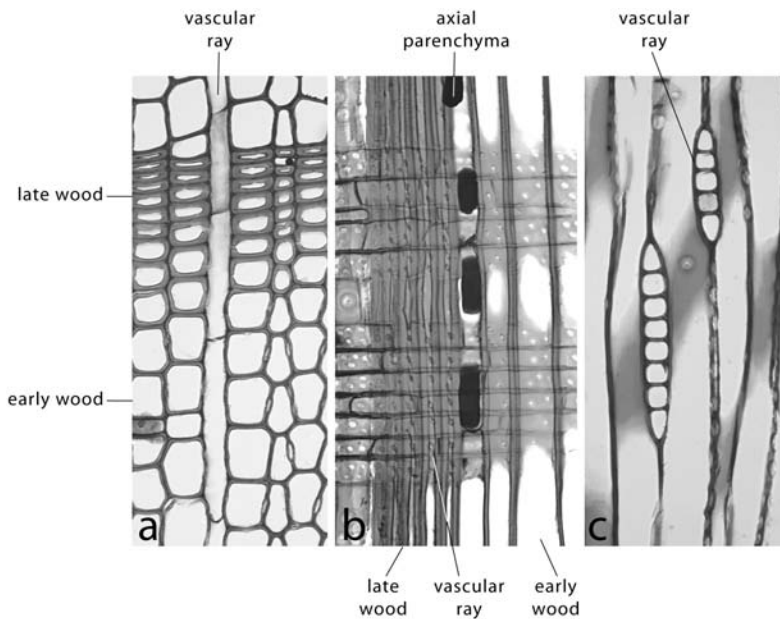 vascular
ray
axial
parenchyma
vascular
ray
late wood
early wood
a
b
c
late
wood
vascular
ray
early
wood